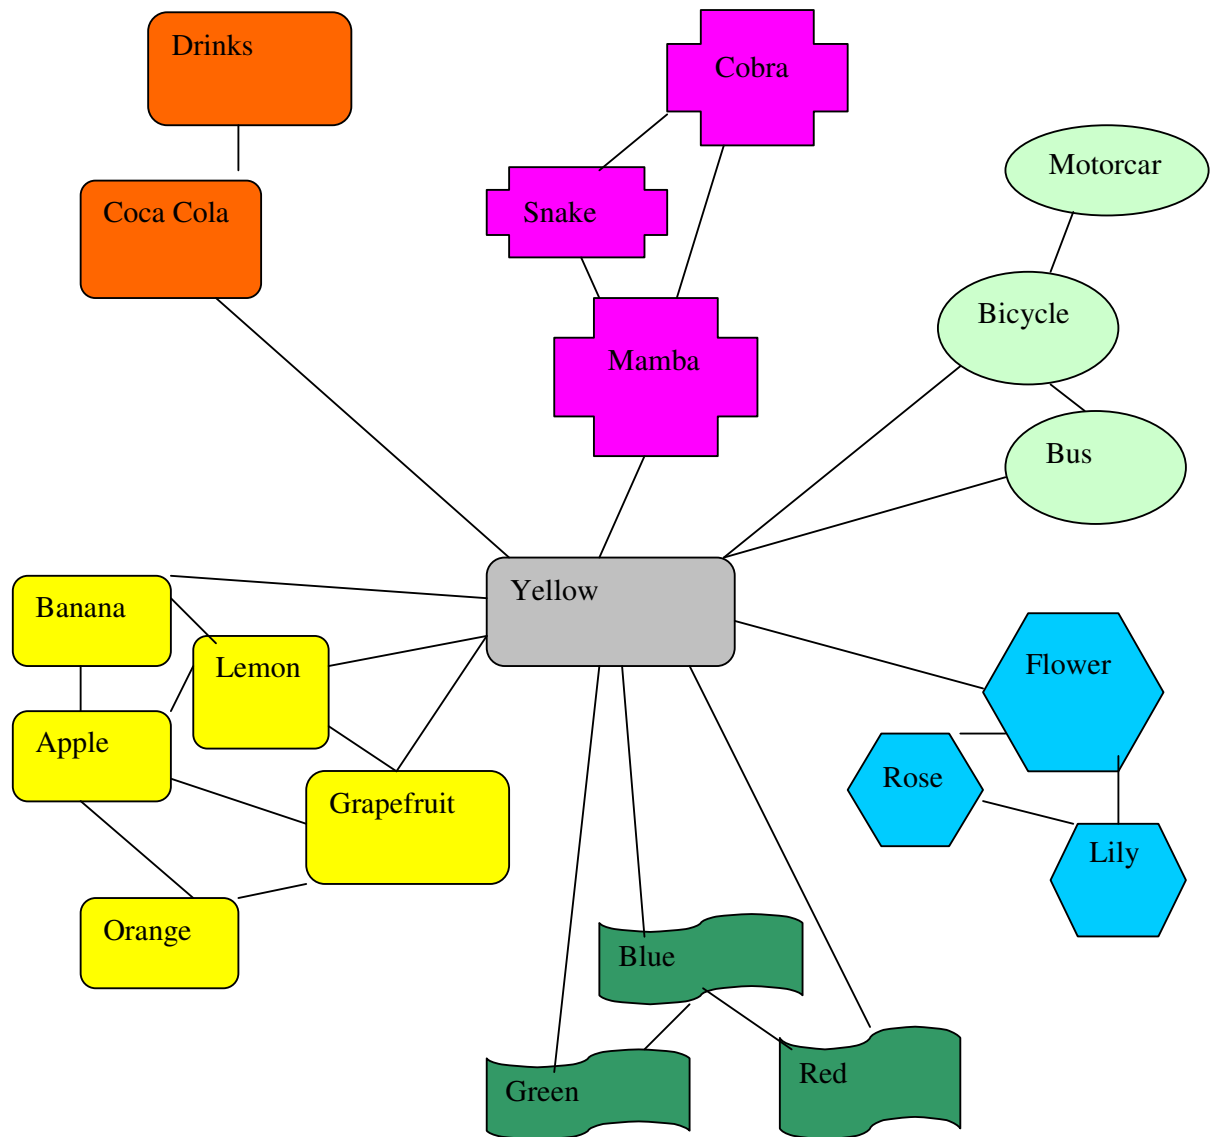 Drinks
Cobra
Motorcar
Coca Cola
Snake
Bicycle
Mamba
Bus
Yellow
Banana
Lemon
Flower
Apple
Rose
Grapefruit
Lily
Orange
Blue
Red
Green